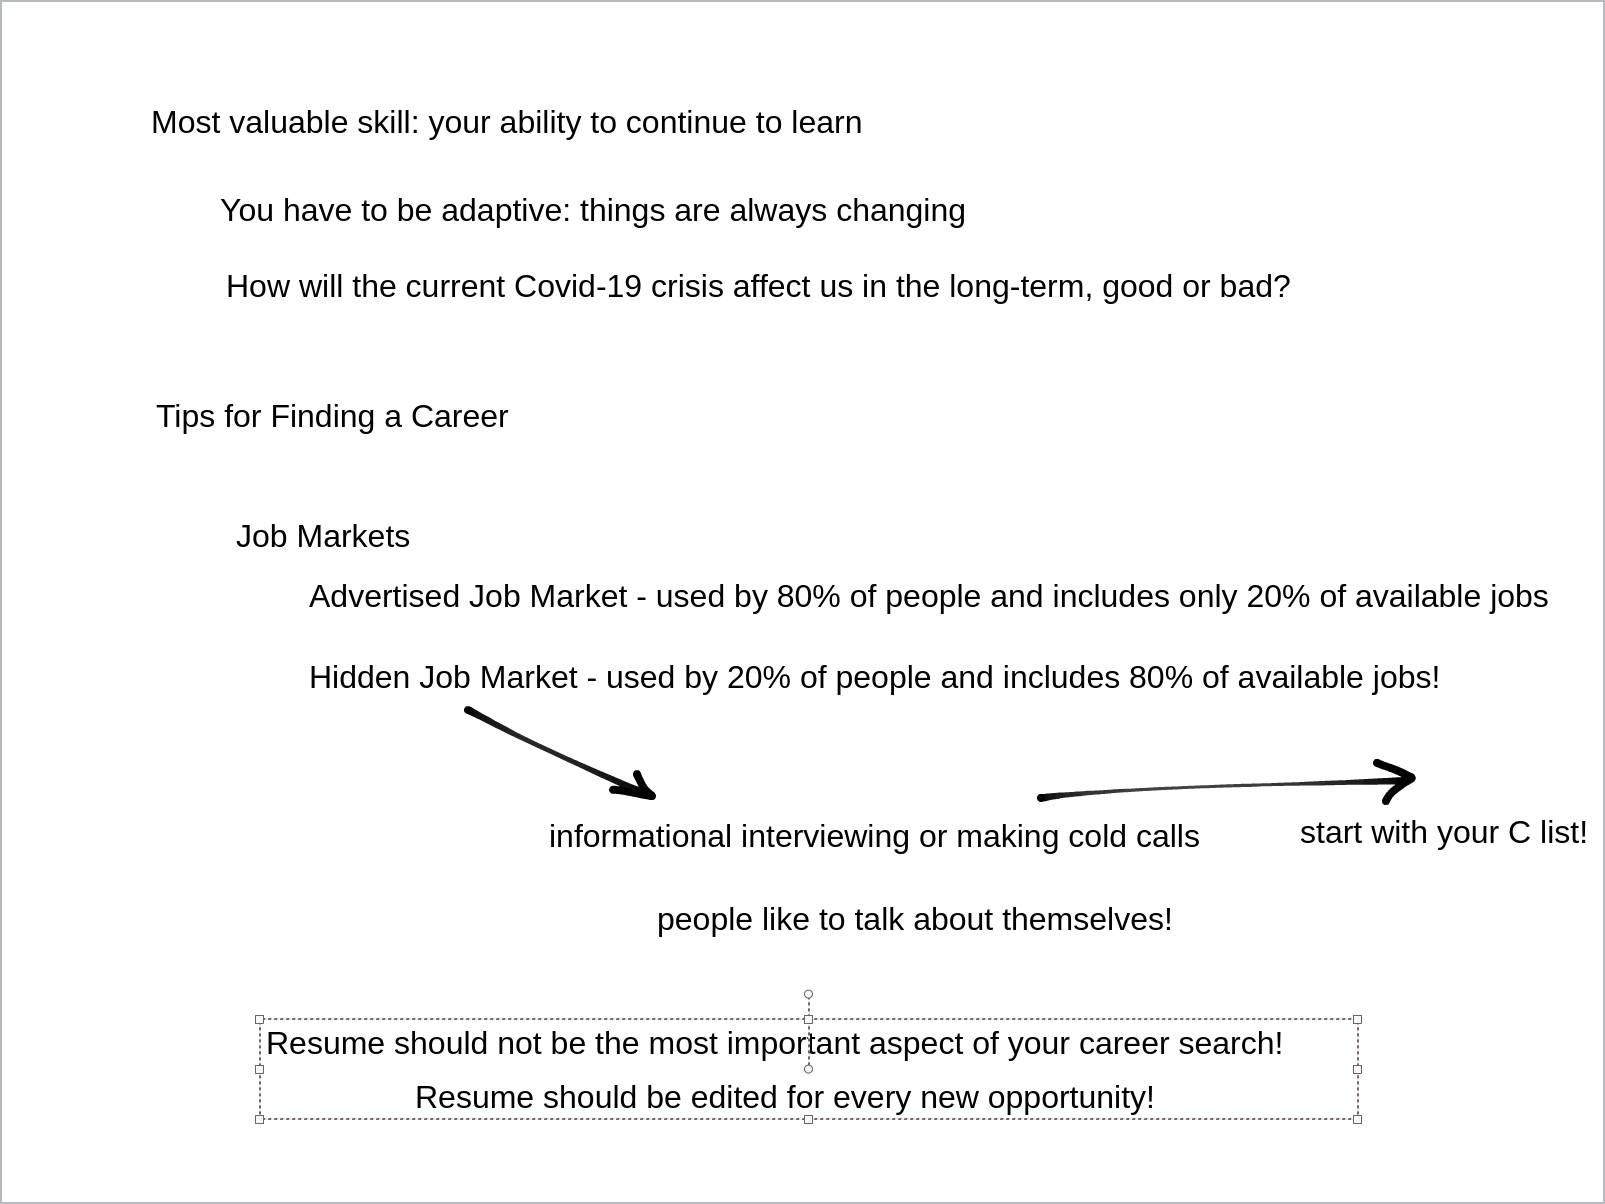 Most valuable skill: your ability to continue to learn
You have to be adaptive: things are always changing
How will the current Covid-19 crisis affect us in the long-term, good or bad?
Tips for Finding a Career
Job Markets
Advertised Job Market - used by 80% of people and includes only 20% of available jobs
Hidden Job Market - used by 20% of people and includes 80% of available jobs!
informational interviewing or making cold calls
start with your C list!
people like to talk about themselves!
Resume should not be the most important aspect of your career search!
Resume should be edited for every new opportunity!